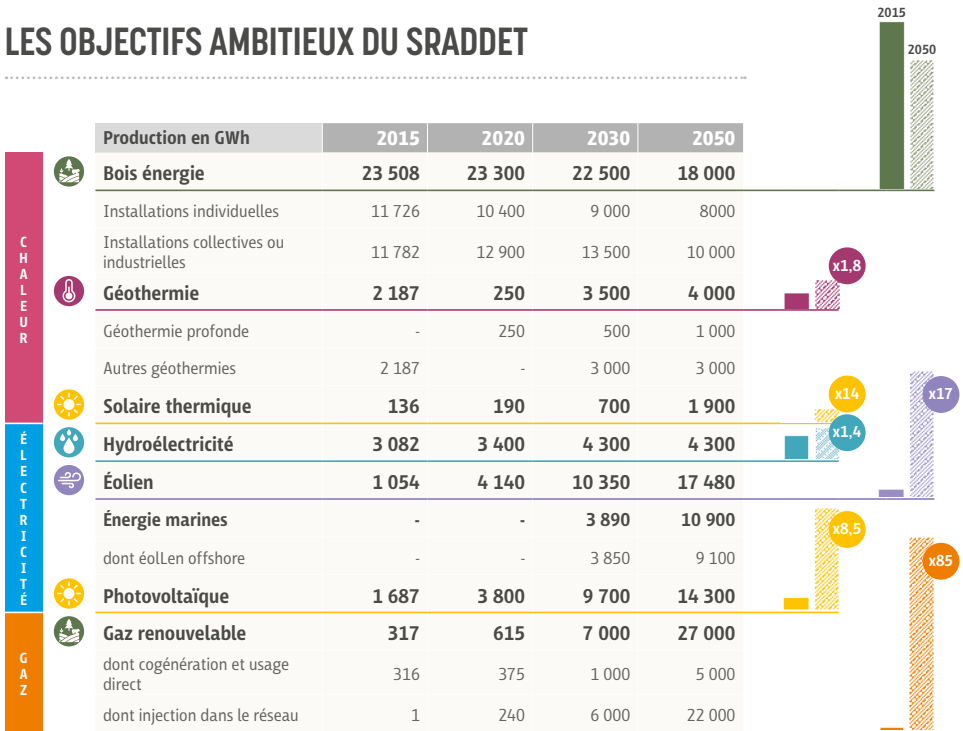 LES OBJECTIFS AMBITIEUX DU SRADDET
2015
2050
Production en GWh 2015 2020 2030 2050
CHALEUR
Bois énergie 23 508 23 300 22 500 18 000
Installations individuelles 11 726 10 400 9 000 8000
Installations collectives ou
industrielles 11 782 12 900 13 500 10 000
x1,8
Géothermie 2 187 250 3 500 4 000
Géothermie profonde - 250 500 1 000
Autres géothermies 2 187 - 3 000 3 000
Solaire thermique 136 190 700 1 900
x14
x17
ÉLECTRICITÉ
Hydroélectricité 3 082 3 400 4 300 4 300
x1,4
Éolien 1 054 4 140 10 350 17 480
Énergie marines - - 3 890 10 900
dont éolLen offshore - - 3 850 9 100
x8,5
x85
Photovoltaïque 1 687 3 800 9 700 14 300
GAZ
Gaz renouvelable 317 615 7 000 27 000
dont cogénération et usage
direct 316 375 1 000 5 000
dont injection dans le réseau 1 240 6 000 22 000